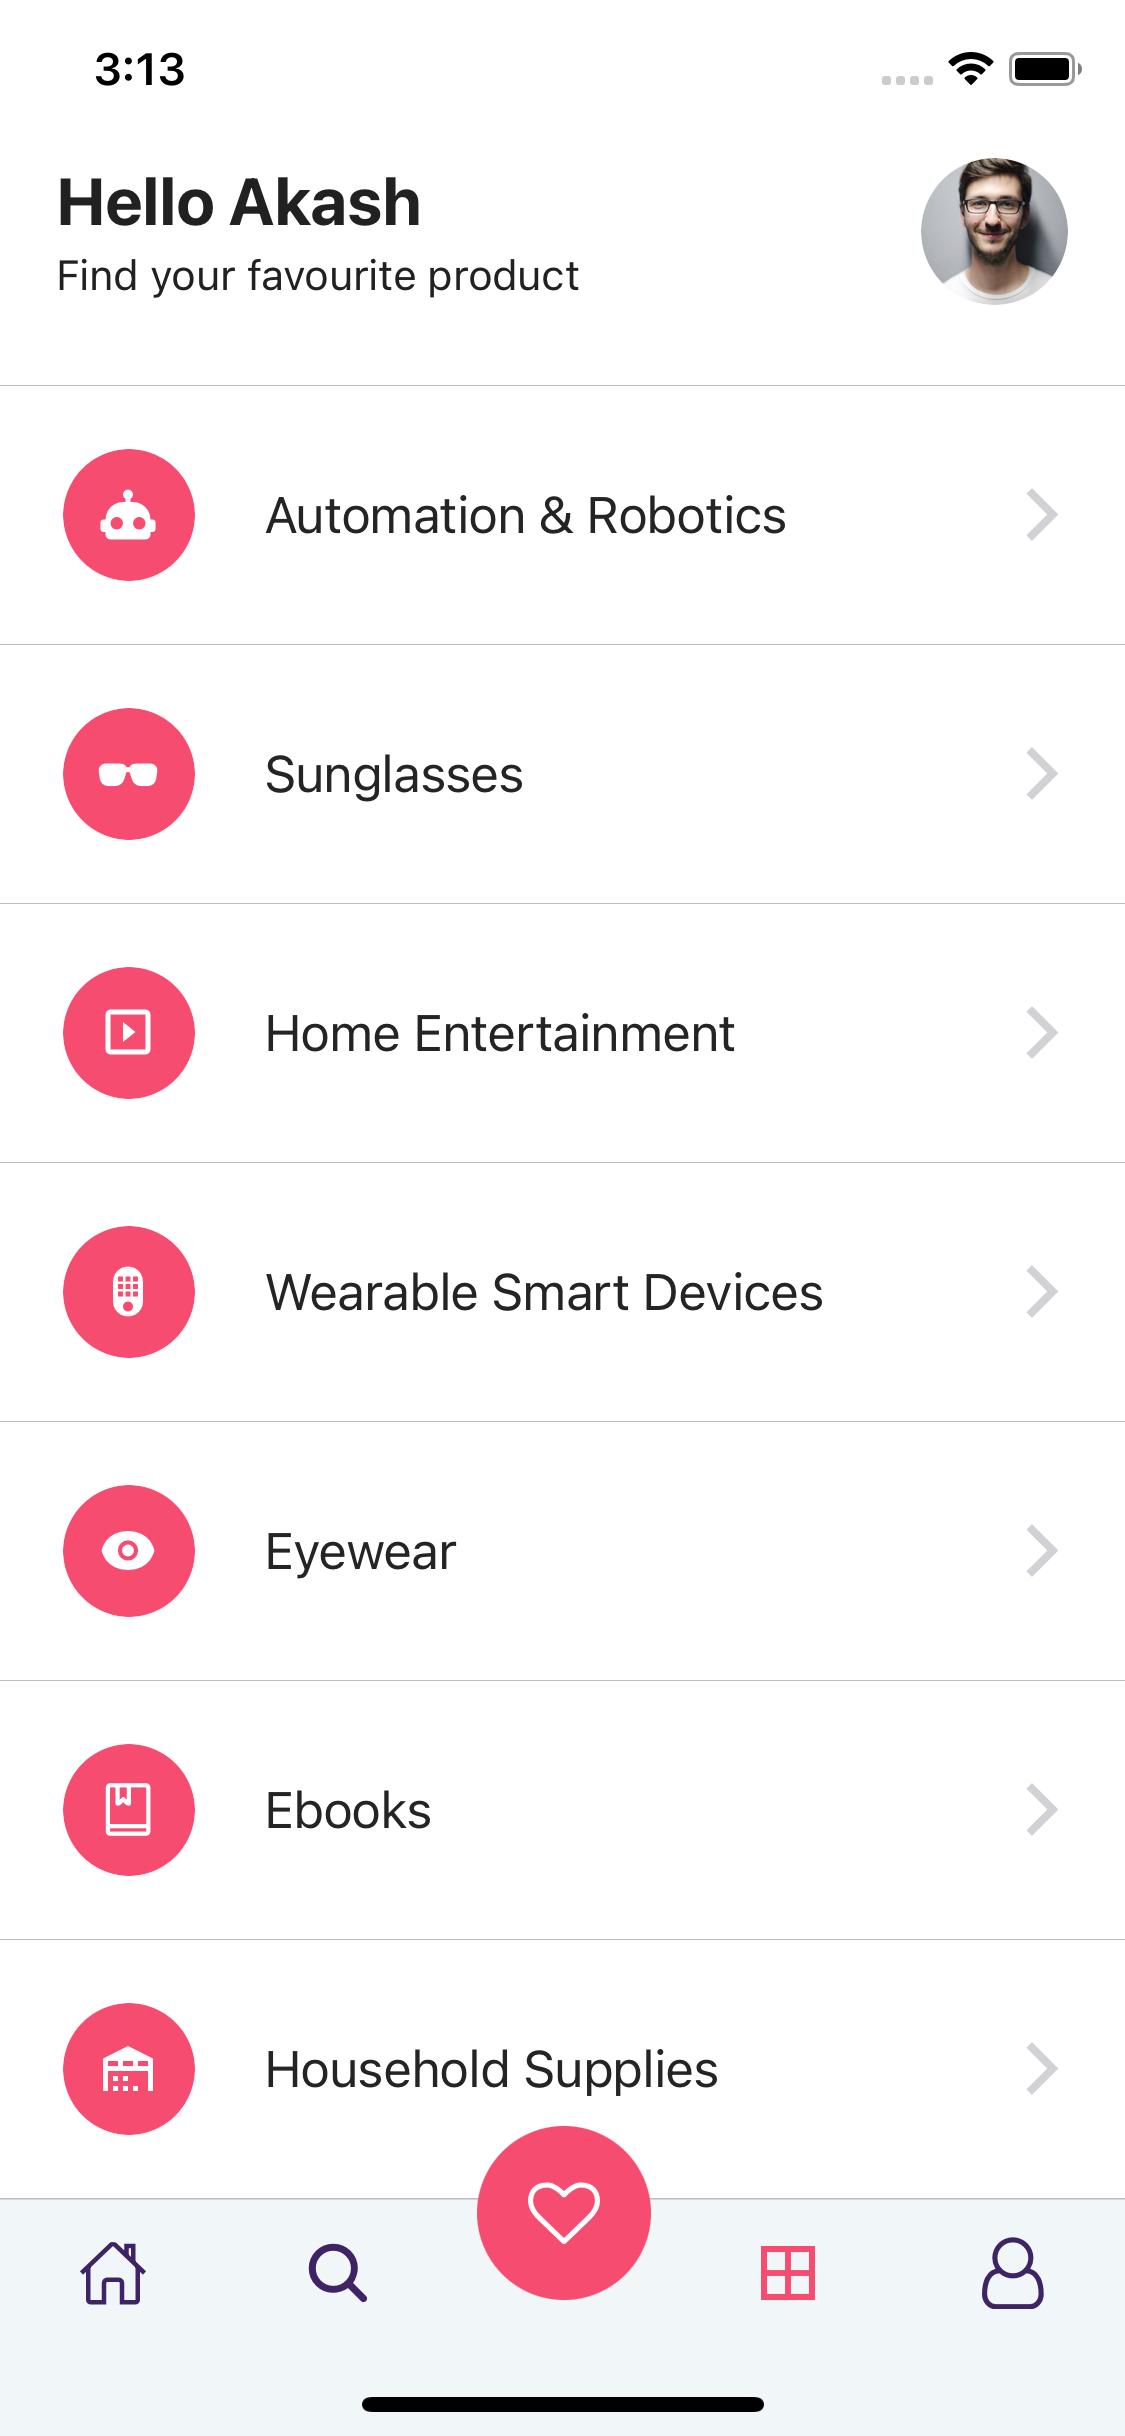 3:13
Hello Akash
Find your favourite product
Automation & Robotics
Sunglasses
Home Entertainment
Wearable Smart Devices
Eyewear
Ebooks
Household Supplies